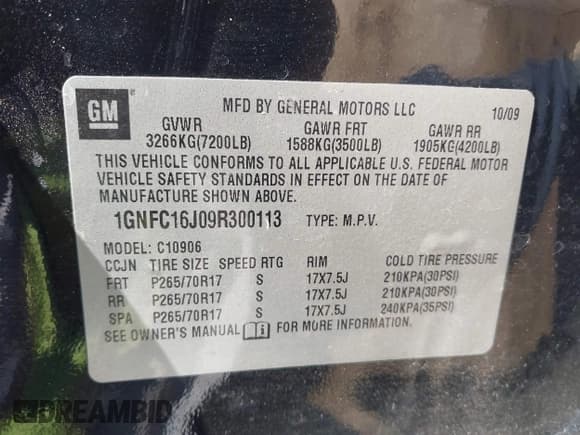 GM
MFD BY GENERAL MOTORS LLC 10/09
GVWR GAWR FRT GAWR RR
3266KG(7200LB) 1588KG(3500LB) 1905KG(4200LB)
THIS VEHICLE CONFORMS TO ALL APPLICABLE U.S. FEDERAL MOTOR
VEHICLE SAFETY STANDARDS IN EFFECT ON THE DATE OF
MANUFACTURE SHOWN ABOVE.
1GNFC16J09R300113 TYPE: M.P.V.
MODEL: C10906
CCJN TIRE SIZE SPEED RTG RIM COLD TIRE PRESSURE
FRT P265/70R17 S 17X7.5J 210KPA(30PSI)
RR P265/70R17 S 17X7.5J 210KPA(30PSI)
SPA P265/70R17 S 17X7.5J 240KPA(35PSI)
SEE OWNER'S MANUAL i FOR MORE INFORMATION.
DREAMBID